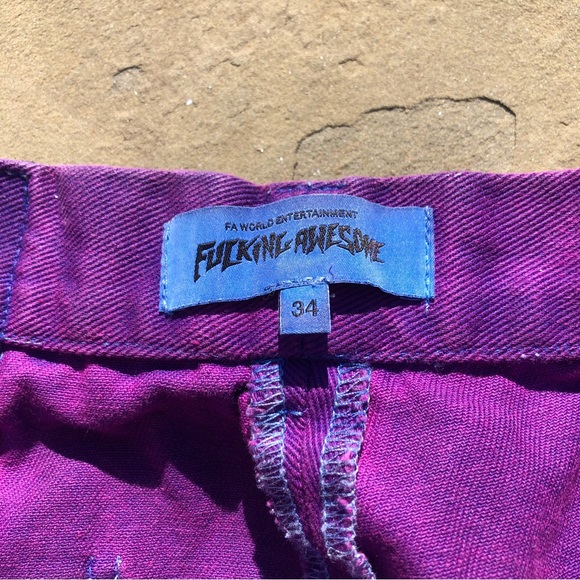 FA WORLD ENTERTAINMENT
FUCKING AWESOME
34